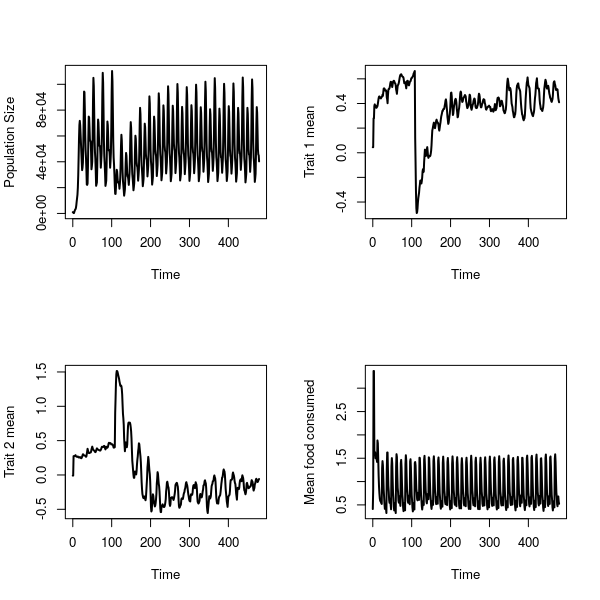 Population Size
8e+04
4e+04
0e+00
0 100 200 300 400
Time
Trait 1 mean
0.4
0.0
-0.4
0 100 200 300 400
Time
Trait 2 mean
1.5
1.0
0.5
0.0
-0.5
0 100 200 300 400
Time
Mean food consumed
2.5
1.5
0.5
0 100 200 300 400
Time